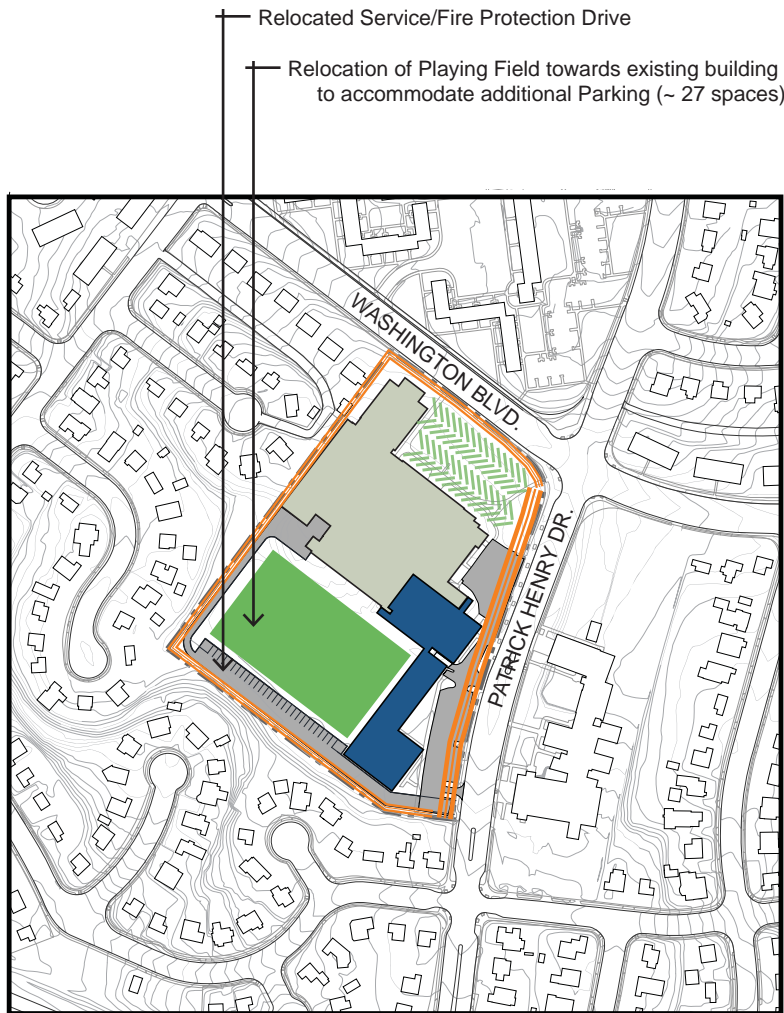 Relocated Service/Fire Protection Drive
Relocation of Playing Field towards existing building
to accommodate additional Parking (~ 27 spaces)
WASHINGTON BLVD.
PATRICK HENRY DR.